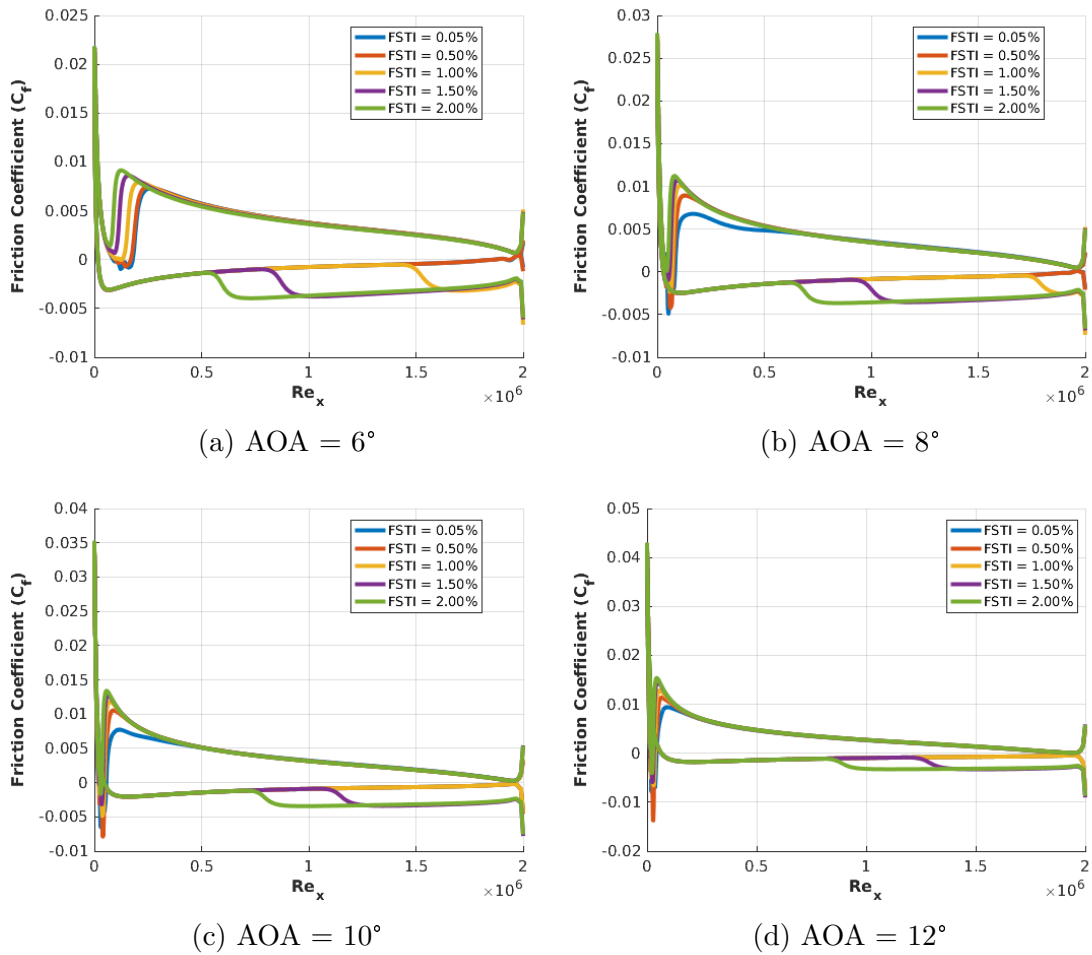 0.025
0.02
0.015
0.01
0.005
0
-0.005
-0.01
Friction Coefficient (C_f)
FSTI = 0.05%
FSTI = 0.50%
FSTI = 1.00%
FSTI = 1.50%
FSTI = 2.00%
0 0.5 1 1.5 2
Re_x
×10^6
(a) AOA = 6°
0.03
0.025
0.02
0.015
0.01
0.005
0
-0.005
-0.01
Friction Coefficient (C_f)
FSTI = 0.05%
FSTI = 0.50%
FSTI = 1.00%
FSTI = 1.50%
FSTI = 2.00%
0 0.5 1 1.5 2
Re_x
×10^6
(b) AOA = 8°
0.04
0.035
0.03
0.025
0.02
0.015
0.01
0.005
0
-0.005
-0.01
Friction Coefficient (C_f)
FSTI = 0.05%
FSTI = 0.50%
FSTI = 1.00%
FSTI = 1.50%
FSTI = 2.00%
0 0.5 1 1.5 2
Re_x
×10^6
(c) AOA = 10°
0.05
0.04
0.03
0.02
0.01
0
-0.01
-0.02
Friction Coefficient (C_f)
FSTI = 0.05%
FSTI = 0.50%
FSTI = 1.00%
FSTI = 1.50%
FSTI = 2.00%
0 0.5 1 1.5 2
Re_x
×10^6
(d) AOA = 12°